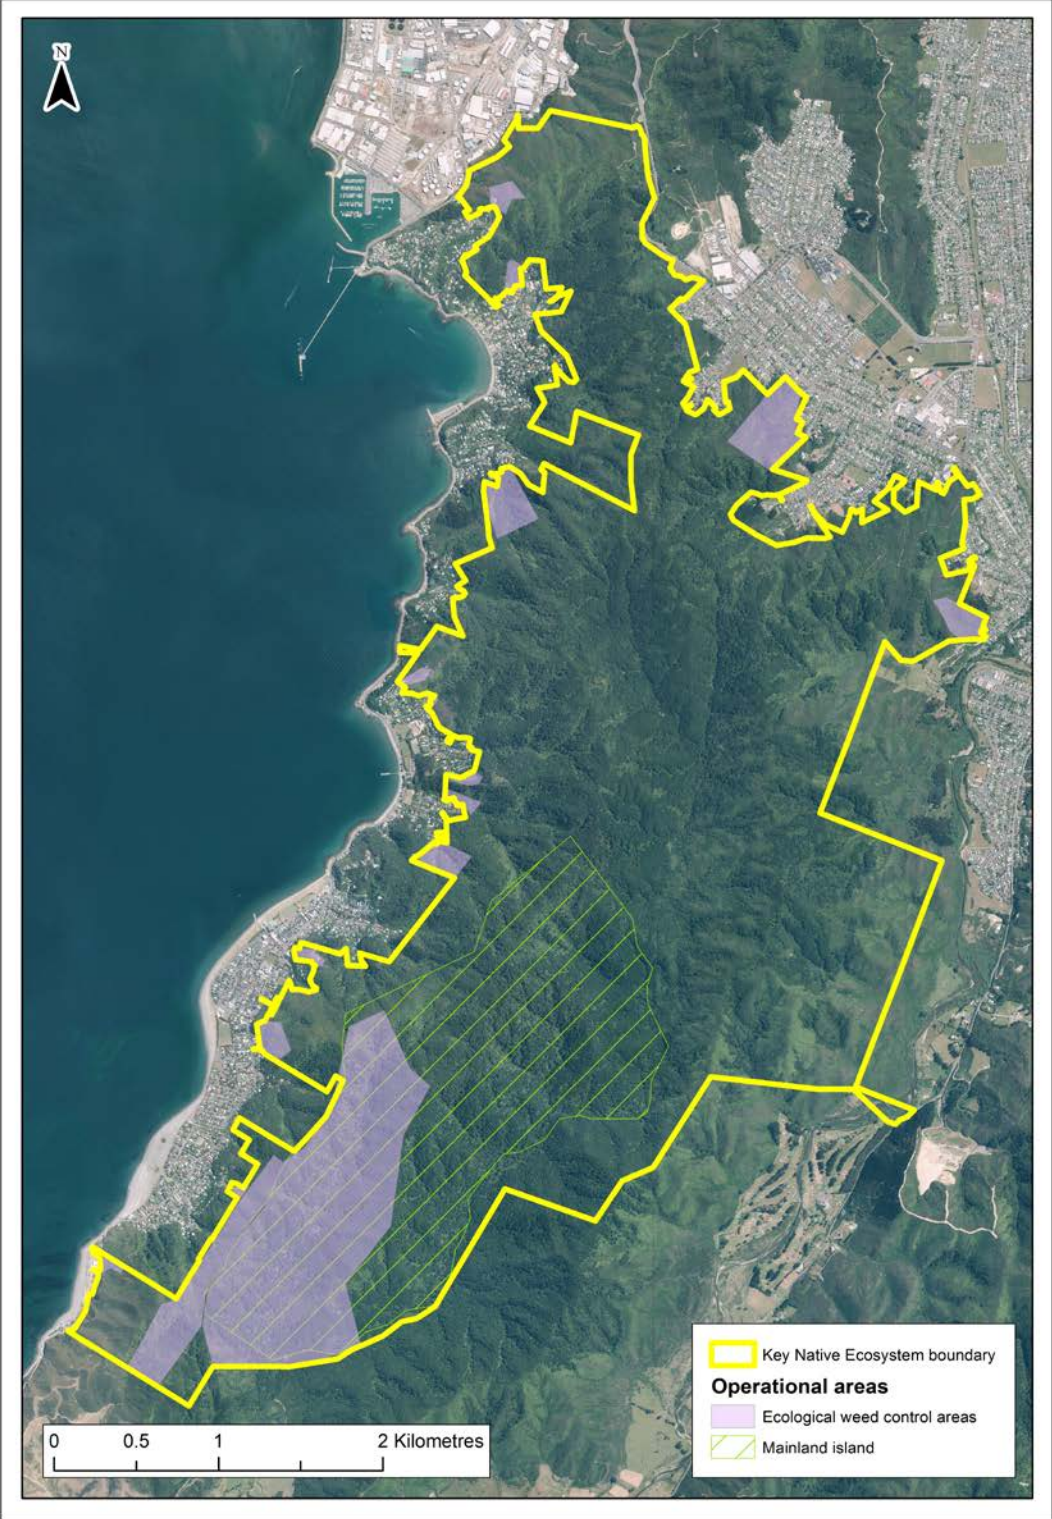 N
Key Native Ecosystem boundary
Operational areas
Ecological weed control areas
Mainland island
0 0.5 1 2 Kilometres